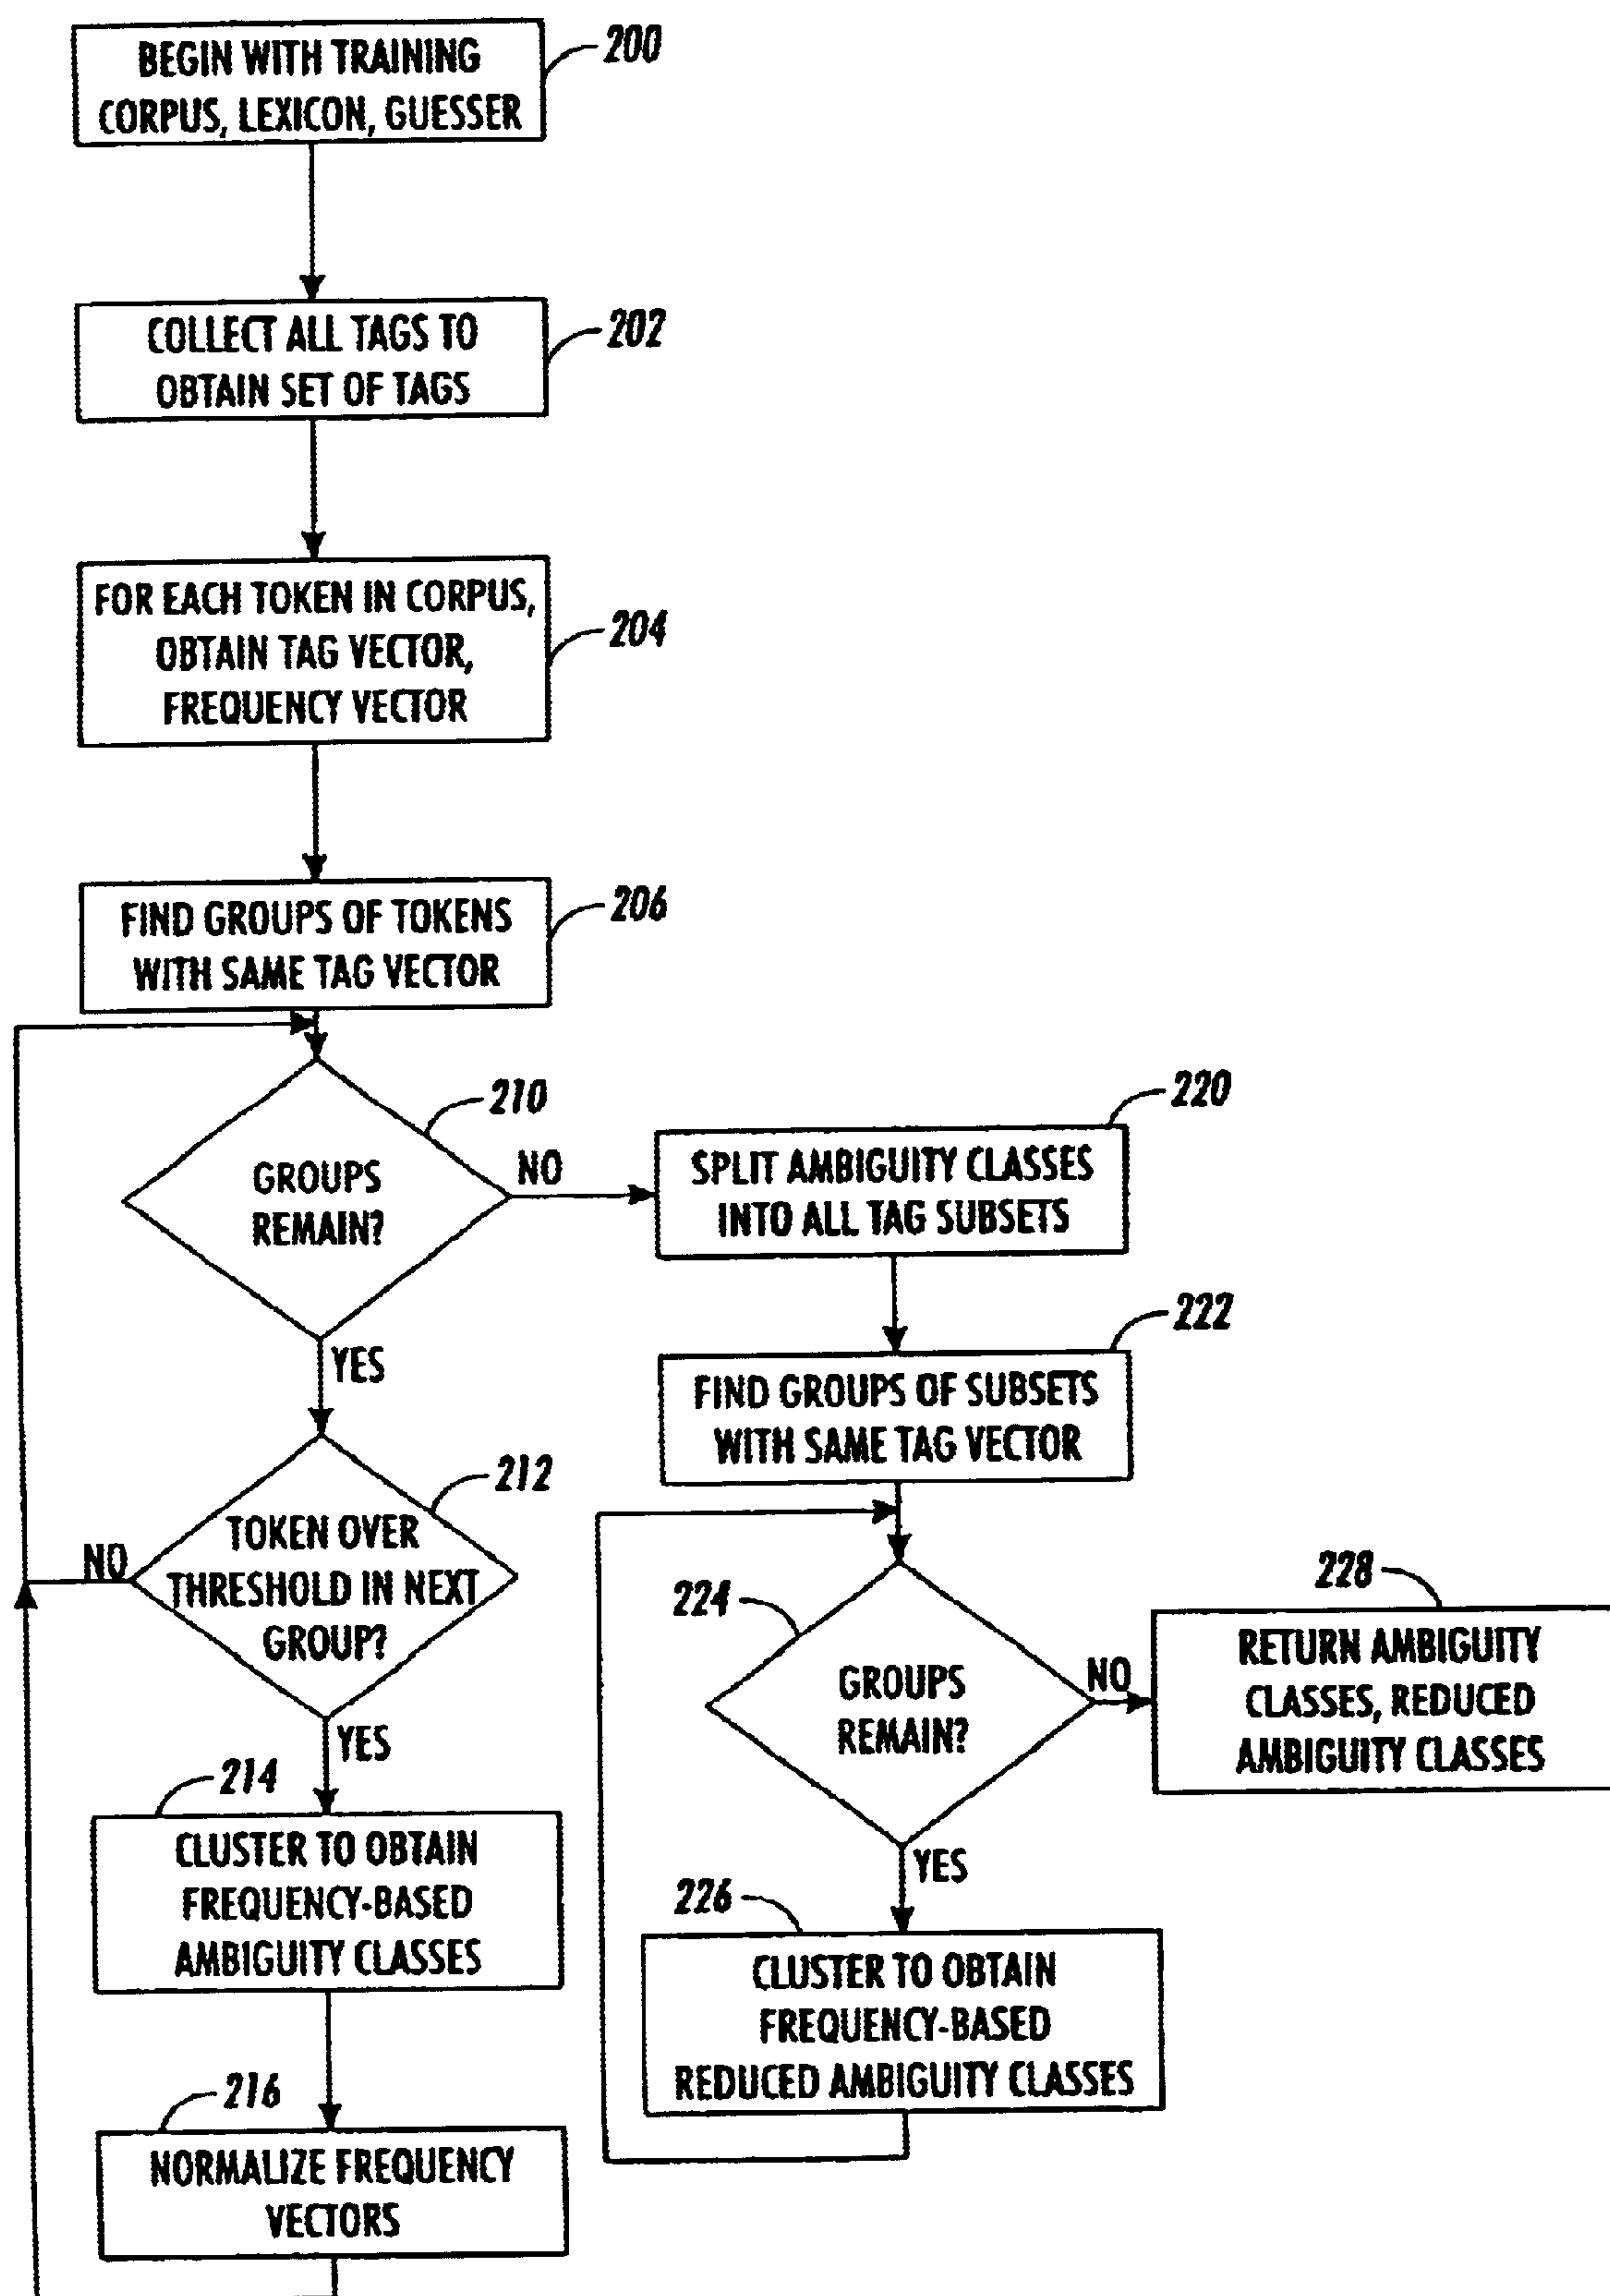 BEGIN WITH TRAINING
CORPUS, LEXICON, GUESSER
200
COLLECT ALL TAGS TO
OBTAIN SET OF TAGS
202
FOR EACH TOKEN IN CORPUS,
OBTAIN TAG VECTOR,
FREQUENCY VECTOR
204
FIND GROUPS OF TOKENS
WITH SAME TAG VECTOR
206
GROUPS
REMAIN?
210
NO
YES
TOKEN OVER
THRESHOLD IN NEXT
GROUP?
212
NO
YES
214
CLUSTER TO OBTAIN
FREQUENCY-BASED
AMBIGUITY CLASSES
216
NORMALIZE FREQUENCY
VECTORS
220
SPLIT AMBIGUITY CLASSES
INTO ALL TAG SUBSETS
222
FIND GROUPS OF SUBSETS
WITH SAME TAG VECTOR
224
GROUPS
REMAIN?
NO
YES
226
CLUSTER TO OBTAIN
FREQUENCY-BASED
REDUCED AMBIGUITY CLASSES
228
RETURN AMBIGUITY
CLASSES, REDUCED
AMBIGUITY CLASSES